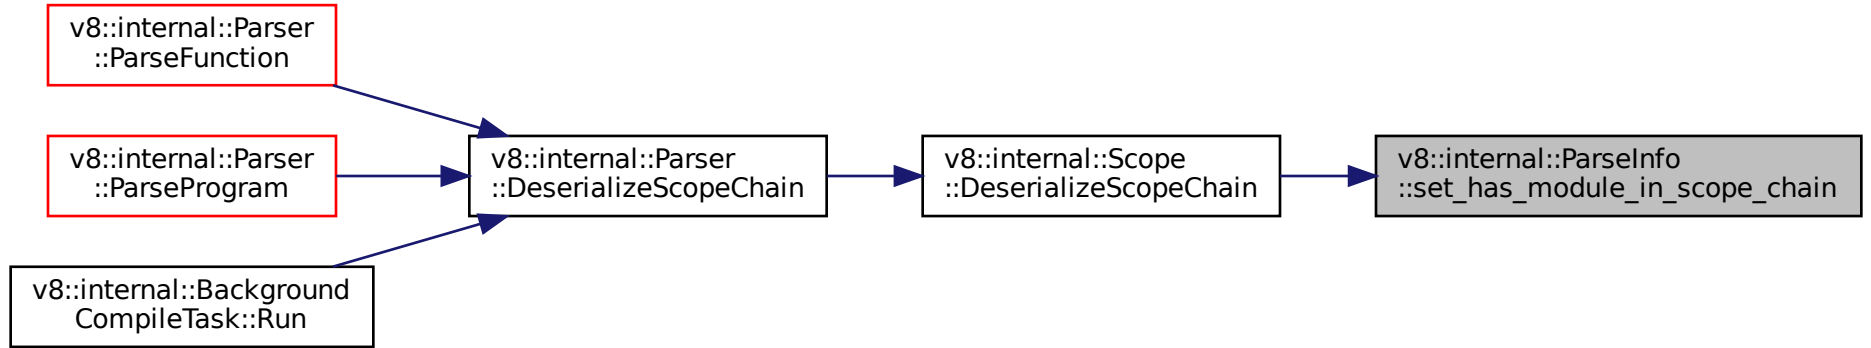 v8::internal::Parser
::ParseFunction
v8::internal::Parser
::ParseProgram
v8::internal::Background
CompileTask::Run
v8::internal::Parser
::DeserializeScopeChain
v8::internal::Scope
::DeserializeScopeChain
v8::internal::ParseInfo
::set_has_module_in_scope_chain